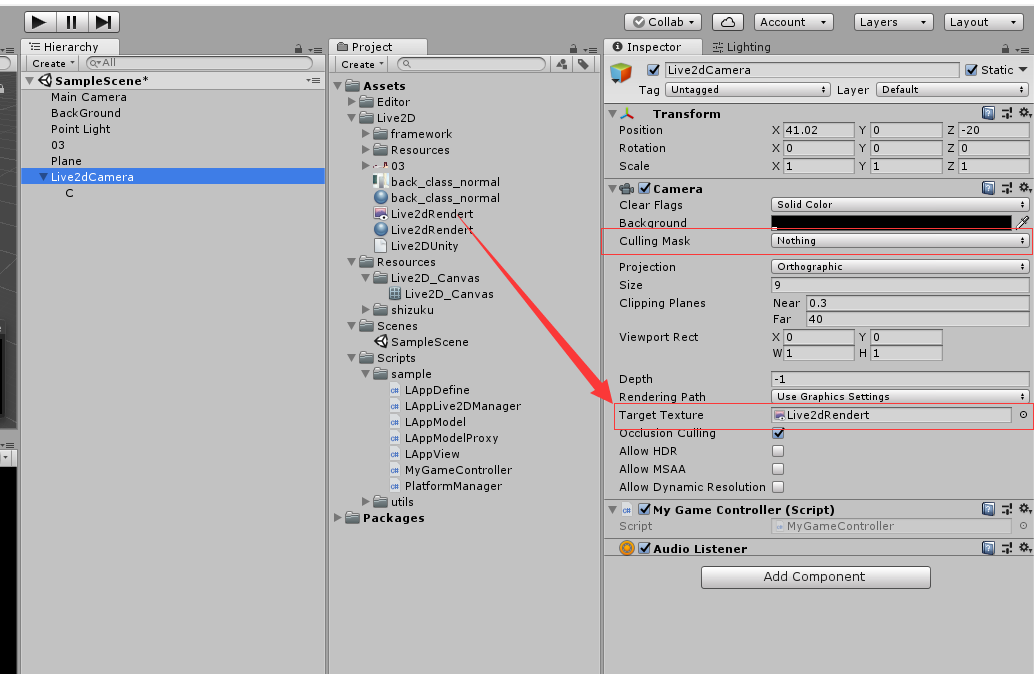 Collab
Account
Layers
Layout
Hierarchy
Create
All
SampleScene*
Main Camera
BackGround
Point Light
03
Plane
Live2dCamera
C
Project
Create
Assets
Editor
Live2D
framework
Resources
03
back_class_normal
back_class_normal
Live2dRendert
Live2dRendert
Live2DUnity
Resources
Live2D_Canvas
Live2D_Canvas
shizuku
Scenes
SampleScene
Scripts
sample
LAppDefine
LAppLive2DManager
LAppModel
LAppModelProxy
LAppView
MyGameController
PlatformManager
utils
Packages
Inspector Lighting
Live2dCamera Static
Tag Untagged Layer Default
Transform
Position X 41.02 Y 0 Z -20
Rotation X 0 Y 0 Z 0
Scale X 1 Y 1 Z 1
Camera
Clear Flags Solid Color
Background
Culling Mask Nothing
Projection Orthographic
Size 9
Clipping Planes Near 0.3
Far 40
Viewport Rect X 0 Y 0
W 1 H 1
Depth -1
Rendering Path Use Graphics Settings
Target Texture Live2dRendert
Occlusion Culling
Allow HDR
Allow MSAA
Allow Dynamic Resolution
My Game Controller (Script)
Script MyGameController
Audio Listener
Add Component